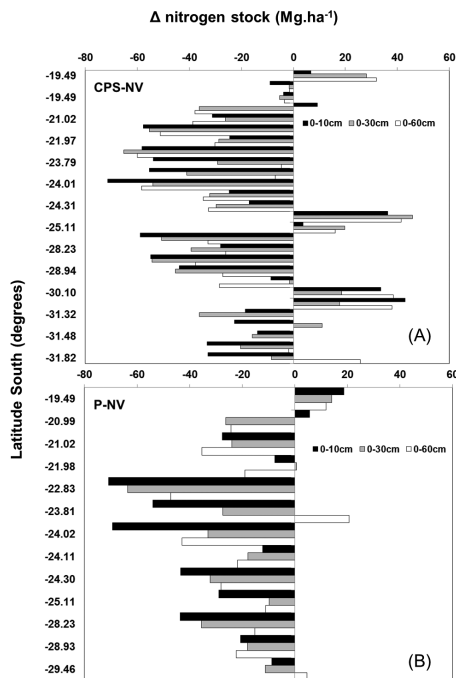 Δ nitrogen stock (Mg.ha⁻¹)
-80 -60 -40 -20 0 20 40 60
(A)
CPS-NV
-19.49
-19.49
-21.02
■ 0-10cm ■ 0-30cm □ 0-60cm
-21.97
-23.79
-24.01
-24.31
-25.11
-28.23
-28.94
-30.10
-31.32
-31.48
-31.82
(A)
Latitude South (degrees)
-80 -60 -40 -20 0 20 40 60
P-NV
-19.49
-20.99
-21.02
■ 0-10cm ■ 0-30cm □ 0-60cm
-21.98
-22.83
-23.81
-24.02
-24.11
-24.30
-25.11
-28.23
-28.93
-29.46
(B)